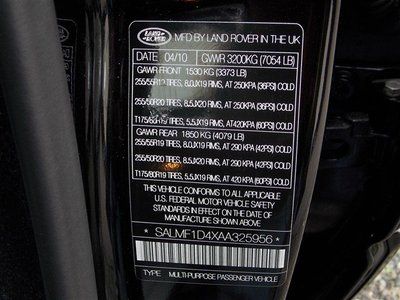 LAND ROVER
MFD BY LAND ROVER IN THE UK
DATE 04/10 GVWR 3200KG (7054 LB)
GAWR FRONT 1530 KG (3373 LB)
255/55R19 TIRES, 8.0JX19 RIMS, AT 250KPA (36PSI) COLD
255/50R20 TIRES, 8.5JX20 RIMS, AT 250KPA (36PSI) COLD
T175/80R19 TIRES, 5.5JX19 RIMS, AT420KPA (60PSI) COLD
GAWR REAR 1850 KG (4079 LB)
255/55R19 TIRES, 8.0JX19 RIMS, AT 290 KPA (42PSI) COLD
255/50R20 TIRES, 8.5JX20 RIMS, AT 290 KPA (42PSI) COLD
T175/80R19 TIRES, 5.5JX19 RIMS, AT 420 KPA (60PSI) COLD
THIS VEHICLE CONFORMS TO ALL APPLICABLE
U.S. FEDERAL MOTOR VEHICLE SAFETY
STANDARDS IN EFFECT ON THE DATE OF
MANUFACTURE SHOWN ABOVE
SALMF1D4XAA325956
TYPE MULTI-PURPOSE PASSENGER VEHICLE